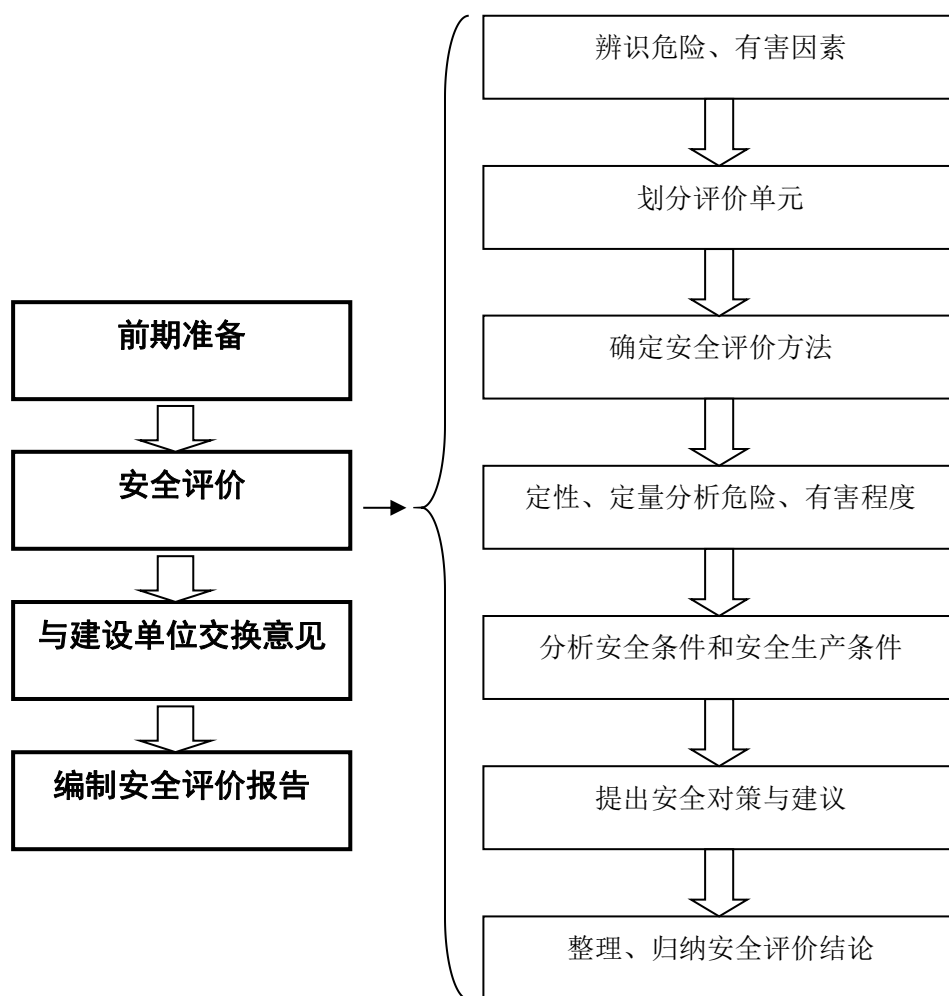 前期准备
安全评价
与建设单位交换意见
编制安全评价报告
辨识危险、有害因素
划分评价单元
确定安全评价方法
定性、定量分析危险、有害程度
分析安全条件和安全生产条件
提出安全对策与建议
整理、归纳安全评价结论